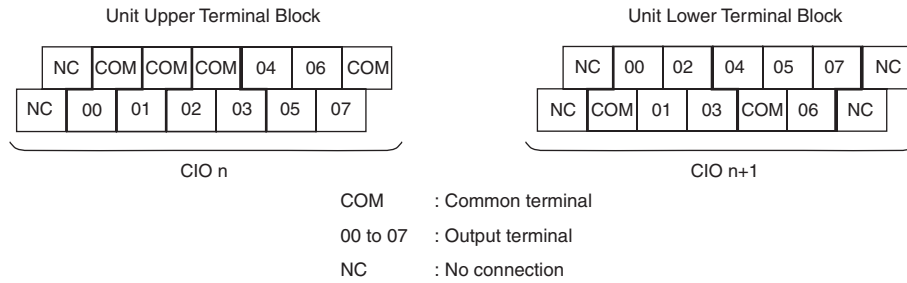 Unit Upper Terminal Block
Unit Lower Terminal Block
NC COM COM COM 04 06 COM
NC 00 01 02 03 05 07
NC 00 02 04 05 07 NC
NC COM 01 03 COM 06 NC
CIO n
CIO n+1
COM : Common terminal
00 to 07 : Output terminal
NC : No connection